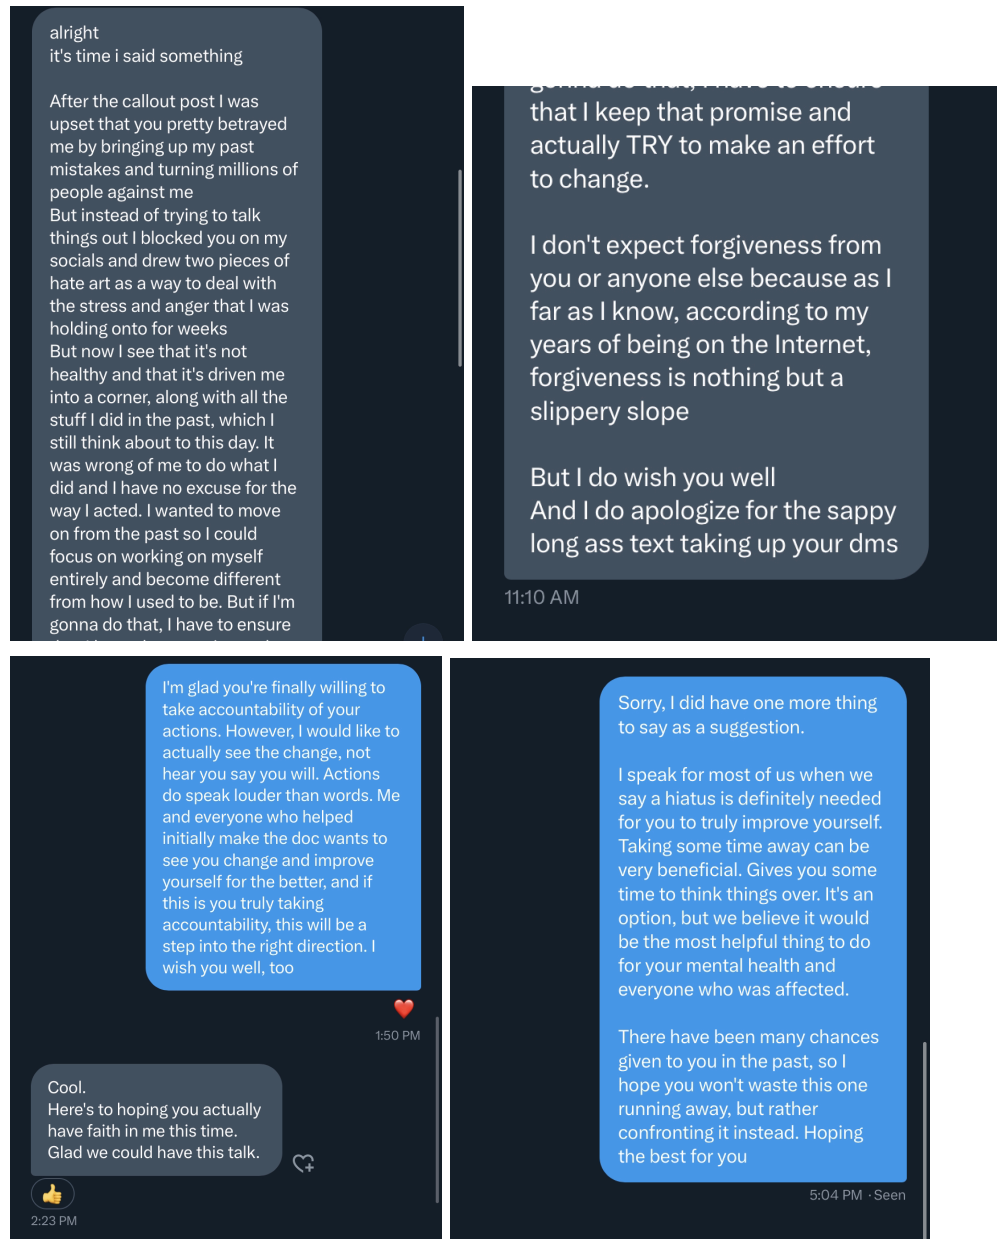 alright
it's time i said something
After the callout post I was
upset that you pretty betrayed
me by bringing up my past
mistakes and turning millions of
people against me
But instead of trying to talk
things out I blocked you on my
socials and drew two pieces of
hate art as a way to deal with
the stress and anger that I was
holding onto for weeks
But now I see that it's not
healthy and that it's driven me
into a corner, along with all the
stuff I did in the past, which I
still think about to this day. It
was wrong of me to do what I
did and I have no excuse for the
way I acted. I wanted to move
on from the past so I could
focus on working on myself
entirely and become different
from how I used to be. But if I'm
gonna do that, I have to ensure
that I keep that promise and
actually TRY to make an effort
to change.
I don't expect forgiveness from
you or anyone else because as I
far as I know, according to my
years of being on the Internet,
forgiveness is nothing but a
slippery slope
But I do wish you well
And I do apologize for the sappy
long ass text taking up your dms
11:10 AM
I'm glad you're finally willing to
take accountability of your
actions. However, I would like to
actually see the change, not
hear you say you will. Actions
do speak louder than words. Me
and everyone who helped
initially make the doc wants to
see you change and improve
yourself for the better, and if
this is you truly taking
accountability, this will be a
step into the right direction. I
wish you well, too
1:50 PM
Cool.
Here's to hoping you actually
have faith in me this time.
Glad we could have this talk.
2:23 PM
Sorry, I did have one more thing
to say as a suggestion.
I speak for most of us when we
say a hiatus is definitely needed
for you to truly improve yourself.
Taking some time away can be
very beneficial. Gives you some
time to think things over. It's an
option, but we believe it would
be the most helpful thing to do
for your mental health and
everyone who was affected.
There have been many chances
given to you in the past, so I
hope you won't waste this one
running away, but rather
confronting it instead. Hoping
the best for you
5:04 PM · Seen